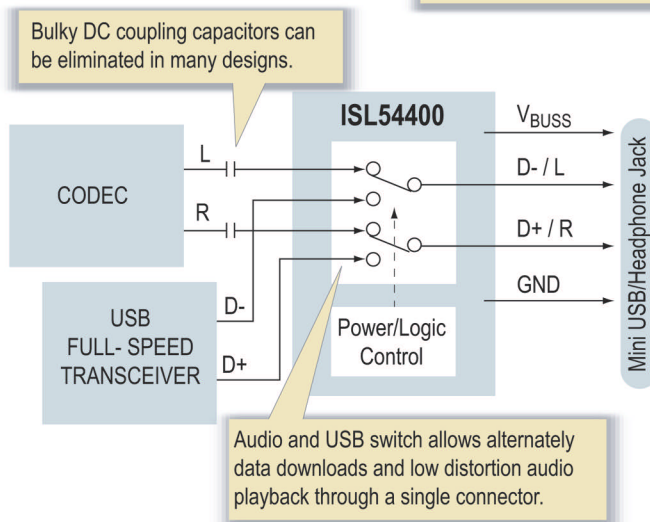 Bulky DC coupling capacitors can
be eliminated in many designs.
ISL54400
CODEC
L
R
V_BUSS
D- / L
D+ / R
GND
Mini USB/Headphone Jack
USB
FULL- SPEED
TRANSCEIVER
D-
D+
Power/Logic
Control
Audio and USB switch allows alternately
data downloads and low distortion audio
playback through a single connector.